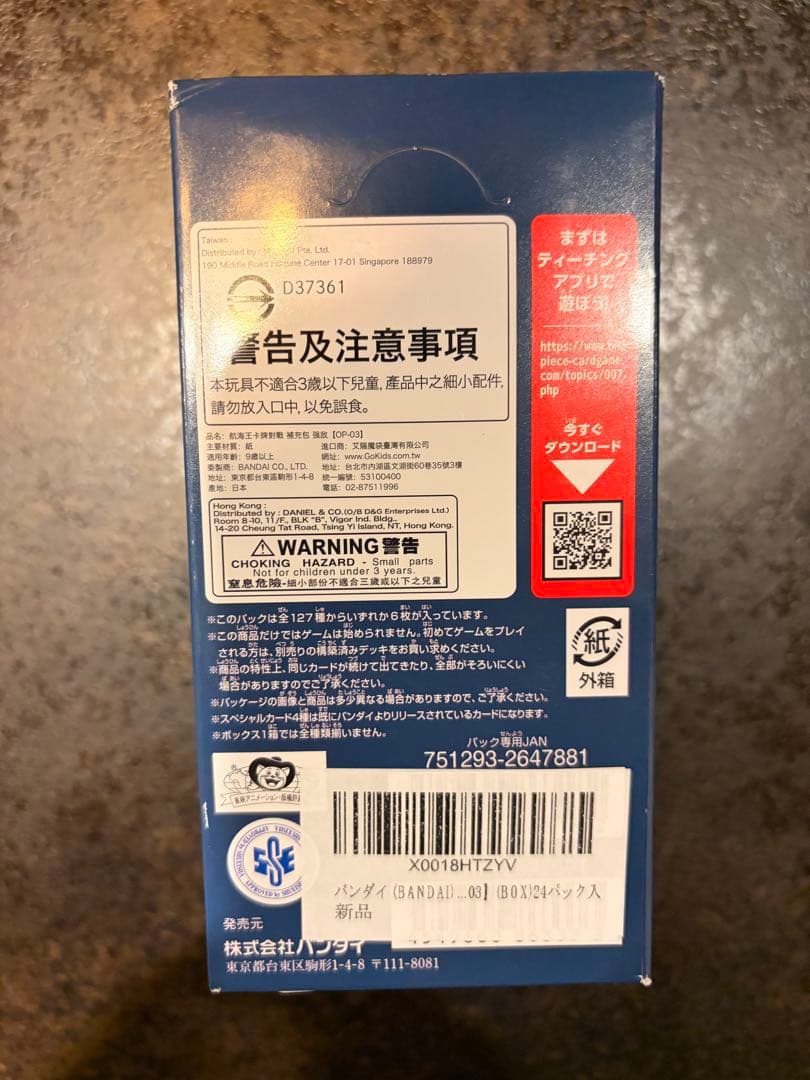 Taiwan
Distributed by : Pte. Ltd.
190 Middle Road Fortune Center 17-01 Singapore 188979
D37361
警告及注意事項
本玩具不適合3歲以下兒童, 產品中之細小配件,
請勿放入口中, 以免誤食。
品名: 航海王卡牌對戰 補充包 强敌【OP-03】
主要材質: 紙
進口商: 艾賜魔袋臺灣有限公司
適用年齡: 9歲以上
網址: www.GoKids.com.tw
委製商: BANDAI CO., LTD.
地址: 台北市內湖區文湖街60巷35號3樓
地址: 東京都台東區駒形1-4-8
統一編號: 53100400
產地: 日本
電話: 02-87511996
Hong Kong :
Distributed by : DANIEL & CO.(O/B D&G Enterprises Ltd.)
Room 8-10, 11/F., BLK "B", Vigor Ind. Bldg.,
14-20 Cheung Tat Road, Tsing Yi Island, NT, Hong Kong.
WARNING 警告
CHOKING HAZARD - Small parts
Not for children under 3 years.
窒息危險-細小部份不適合三歲或以下之兒童
まずは
ティーチング
アプリで
遊ぼう!
piece-cardgame.
com/topics/007.
php
今すぐ
ダウンロード
※このパックは全127種からいずれか6枚が入っています。
※この商品だけではゲームは始められません。初めてゲームをプレイ
される方は、別売りの構築済みデッキをお買い求めください。
※商品の特性上、同じカードが続けて出てきたり、全部がそろいにくい
場合がありますのでご了承ください。
※パッケージの画像と商品は多少異なる場合がありますので、ご了承ください。
※スペシャルカード4種は既にバンダイよりリリースされているカードになります。
※ボックス1箱では全種類揃いません。
紙
外箱
パック専用JAN
751293-2647881
東映アニメーション・版権許諾
APPROVED by SHUEISHA
X0018HTZYV
バンダイ(BANDAI)...03】(BOX)24パック入
新品
発売元
株式会社バンダイ
東京都台東区駒形1-4-8 〒111-8081